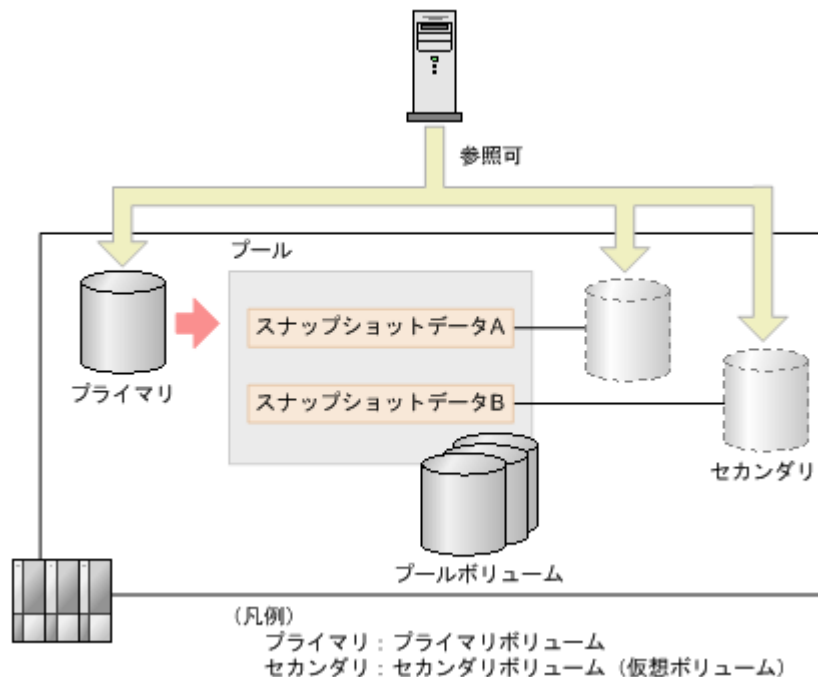 参照可
プール
スナップショットデータA
プライマリ
スナップショットデータB
セカンダリ
プールボリューム
(凡例)
プライマリ:プライマリボリューム
セカンダリ:セカンダリボリューム(仮想ボリューム)